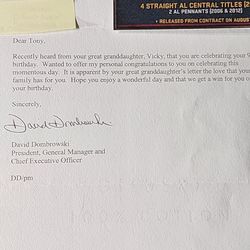 4 STRAIGHT AL CENTRAL TITLES (2
2 AL PENNANTS (2006 & 2012)
• RELEASED FROM CONTRACT ON AUGUS
Dear Tony,
Recently heard from your great granddaughter, Vicky, that you are celebrating your 9
birthday. Wanted to offer my personal congratulations to you on celebrating this
momentous day. It is apparent by your great granddaughter's letter the love that your
family has for you. Hope you enjoy a wonderful day and that we get a win for you o
your birthday.
Sincerely,
David Dombrowski
David Dombrowski
President, General Manager and
Chief Executive Officer
DD/pm